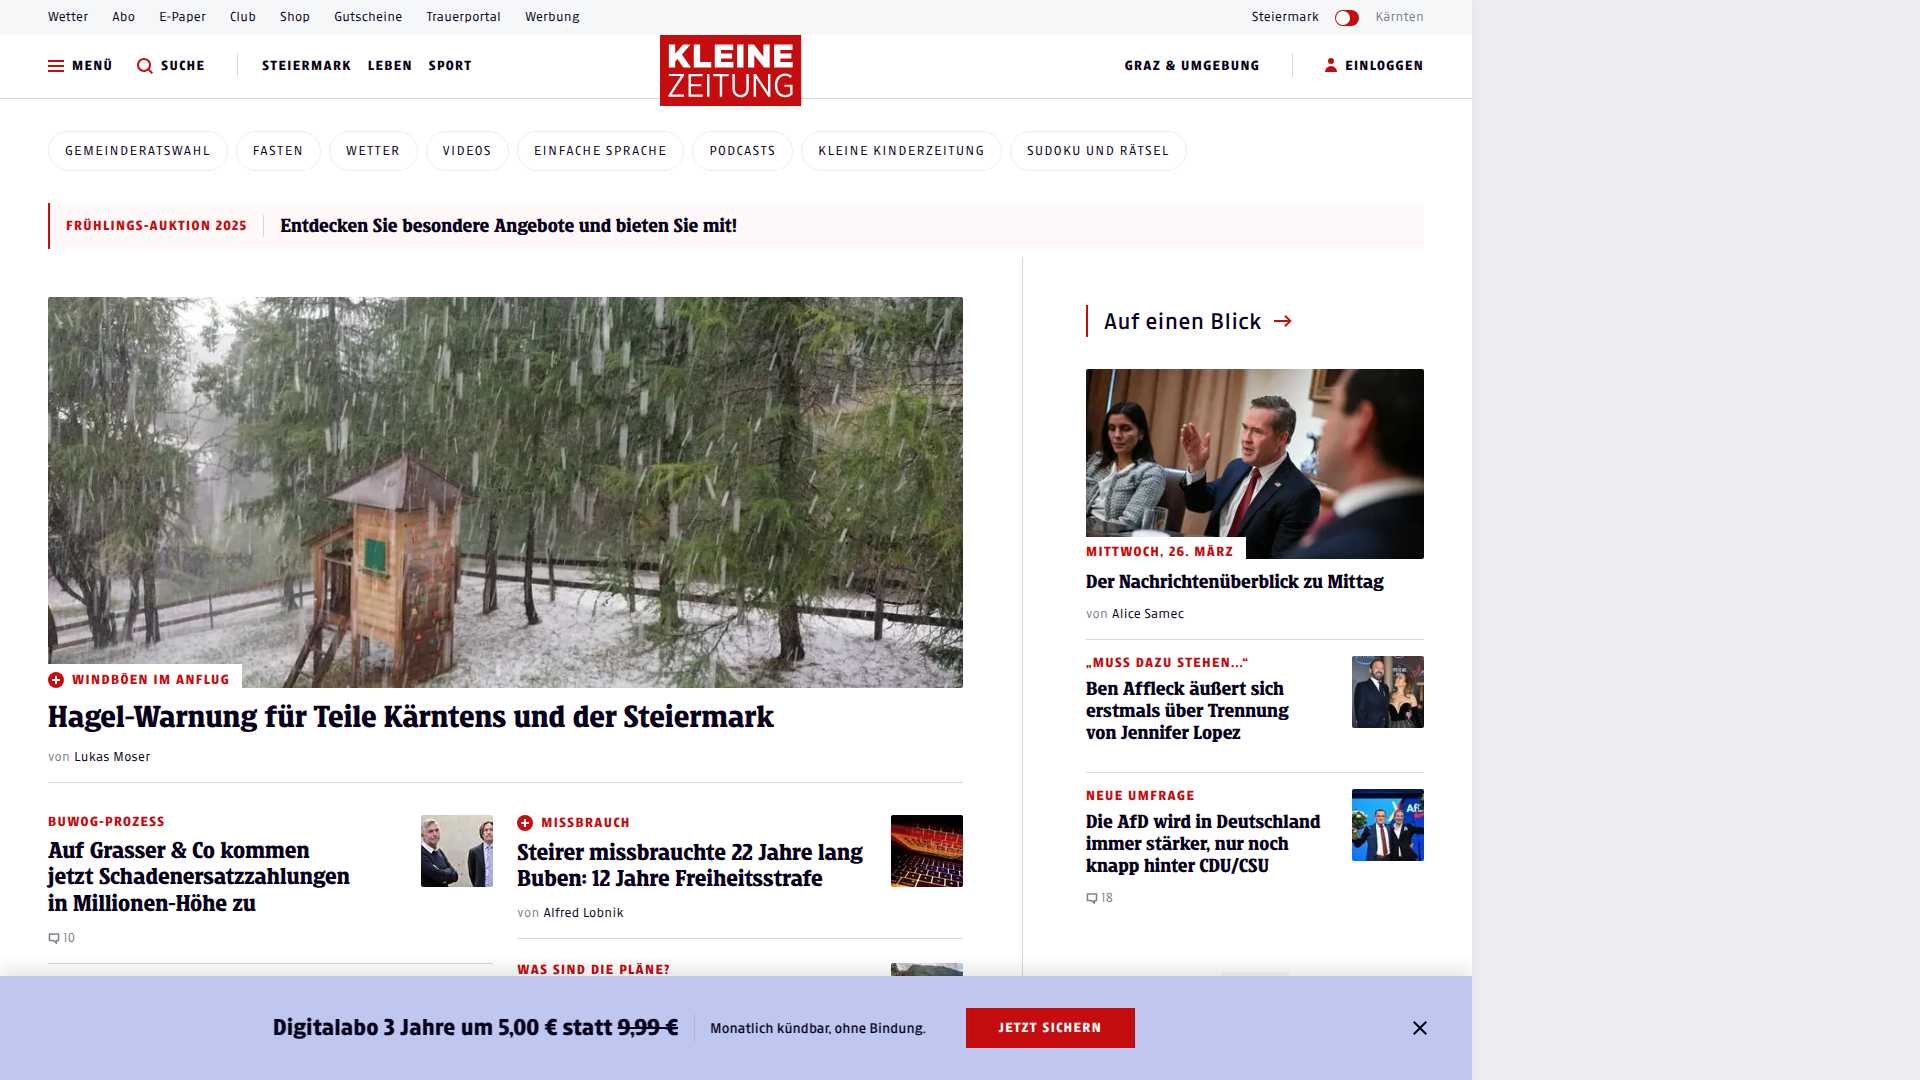 Wetter Abo E-Paper Club Shop Gutscheine Trauerportal Werbung Steiermark Kärnten
MENÜ SUCHE STEIERMARK LEBEN SPORT KLEINE ZEITUNG GRAZ & UMGEBUNG EINLOGGEN
GEMEINDERATSWAHL FASTEN WETTER VIDEOS EINFACHE SPRACHE PODCASTS KLEINE KINDERZEITUNG SUDOKU UND RÄTSEL
FRÜHLINGS-AUKTION 2025 Entdecken Sie besondere Angebote und bieten Sie mit!
WINDBÖEN IM ANFLUG
Hagel-Warnung für Teile Kärntens und der Steiermark
von Lukas Moser
BUWOG-PROZESS
Auf Grasser & Co kommen
jetzt Schadenersatzzahlungen
in Millionen-Höhe zu
10
MISSBRAUCH
Steirer missbrauchte 22 Jahre lang
Buben: 12 Jahre Freiheitsstrafe
von Alfred Lobnik
WAS SIND DIE PLÄNE?
Auf einen Blick
MITTWOCH, 26. MÄRZ
Der Nachrichtenüberblick zu Mittag
von Alice Samec
„MUSS DAZU STEHEN...“
Ben Affleck äußert sich
erstmals über Trennung
von Jennifer Lopez
NEUE UMFRAGE
Die AfD wird in Deutschland
immer stärker, nur noch
knapp hinter CDU/CSU
18
Digitalabo 3 Jahre um 5,00 € statt 9,99 € Monatlich kündbar, ohne Bindung. JETZT SICHERN